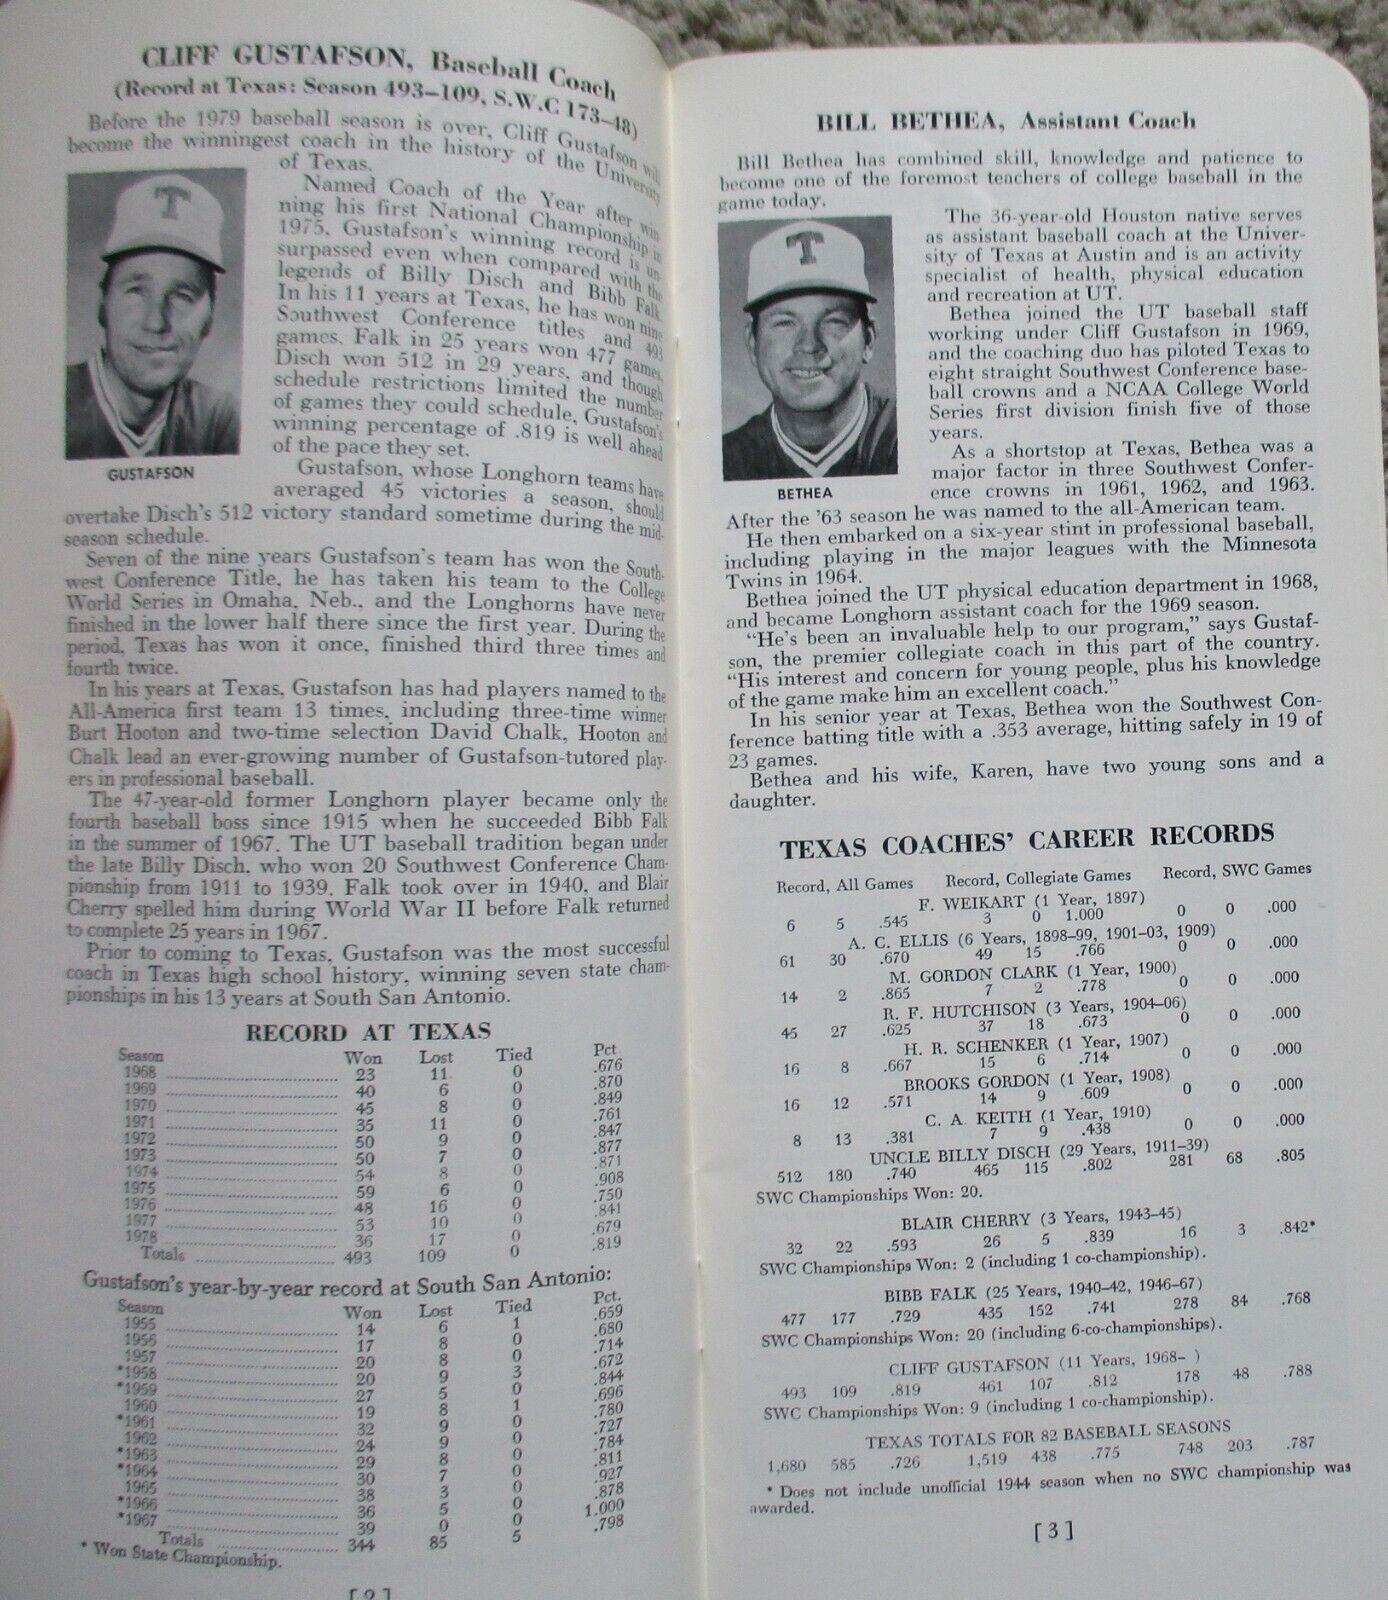 CLIFF GUSTAFSON, Baseball Coach
(Record at Texas: Season 493–109, S.W.C 173–48)
Before the 1979 baseball season is over, Cliff Gustafson will
become the winningest coach in the history of the University
of Texas.
Named Coach of the Year after win
ning his first National Championship in
1975, Gustafson's winning record is un-
surpassed even when compared with the
legends of Billy Disch and Bibb Falk.
In his 11 years at Texas, he has won nine
Southwest Conference titles and 493
games. Falk in 25 years won 477 games,
Disch won 512 in 29 years, and though
schedule restrictions limited the number
of games they could schedule, Gustafson's
winning percentage of .819 is well ahead
of the pace they set.
GUSTAFSON
Gustafson, whose Longhorn teams have
averaged 45 victories a season, should
overtake Disch's 512 victory standard sometime during the mid-
season schedule.
Seven of the nine years Gustafson's team has won the South-
west Conference Title, he has taken his team to the College
World Series in Omaha, Neb., and the Longhorns have never
finished in the lower half there since the first year. During the
period, Texas has won it once, finished third three times and
fourth twice.
In his years at Texas, Gustafson has had players named to the
All-America first team 13 times, including three-time winner
Burt Hooton and two-time selection David Chalk, Hooton and
Chalk lead an ever-growing number of Gustafson-tutored play-
ers in professional baseball.
The 47-year-old former Longhorn player became only the
fourth baseball boss since 1915 when he succeeded Bibb Falk
in the summer of 1967. The UT baseball tradition began under
the late Billy Disch, who won 20 Southwest Conference Cham-
pionship from 1911 to 1939. Falk took over in 1940, and Blair
Cherry spelled him during World War II before Falk returned
to complete 25 years in 1967.
Prior to coming to Texas, Gustafson was the most successful
coach in Texas high school history, winning seven state cham-
pionships in his 13 years at South San Antonio.
RECORD AT TEXAS
Season Won Lost Tied Pct
1968 23 11 0 .676
1969 40 6 0 .870
1970 45 8 0 .849
1971 35 11 0 .761
1972 50 9 0 .847
1973 50 7 0 .877
1974 54 8 0 .871
1975 59 6 0 .908
1976 48 16 0 .750
1977 53 10 0 .841
1978 36 17 0 .679
Totals 493 109 0 .819
Gustafson's year-by-year record at South San Antonio:
Season Won Lost Tied Pct.
1955 14 6 1 .659
1956 17 8 0 .680
1957 20 8 0 .714
*1958 20 9 3 .672
*1959 27 5 0 .844
1960 19 8 1 .696
*1961 32 9 0 .780
1962 24 9 0 .727
*1963 29 8 0 .784
*1964 30 7 0 .811
1965 38 3 0 .927
*1966 36 5 0 .878
*1967 39 0 0 1.000
Totals 344 85 5 .798
* Won State Championship.
[2]
BILL BETHEA, Assistant Coach
Bill Bethea has combined skill, knowledge and patience to
become one of the foremost teachers of college baseball in the
game today.
The 36-year-old Houston native serves
as assistant baseball coach at the Univer-
sity of Texas at Austin and is an activity
specialist of health, physical education
and recreation at UT.
Bethea joined the UT baseball staff
working under Cliff Gustafson in 1969,
and the coaching duo has piloted Texas to
eight straight Southwest Conference base-
ball crowns and a NCAA College World
Series first division finish five of those
years.
As a shortstop at Texas, Bethea was a
major factor in three Southwest Confer-
ence crowns in 1961, 1962, and 1963.
BETHEA
After the '63 season he was named to the all-American team.
He then embarked on a six-year stint in professional baseball,
including playing in the major leagues with the Minnesota
Twins in 1964.
Bethea joined the UT physical education department in 1968,
and became Longhorn assistant coach for the 1969 season.
"He's been an invaluable help to our program," says Gustaf-
son, the premier collegiate coach in this part of the country.
"His interest and concern for young people, plus his knowledge
of the game make him an excellent coach."
In his senior year at Texas, Bethea won the Southwest Con-
ference batting title with a .353 average, hitting safely in 19 of
23 games.
Bethea and his wife, Karen, have two young sons and a
daughter.
TEXAS COACHES' CAREER RECORDS
Record, All Games Record, Collegiate Games Record, SWC Games
F. WEIKART (1 Year, 1897)
6 5 .545 3 0 1.000 0 0 .000
A. C. ELLIS (6 Years, 1898–99, 1901–03, 1909)
61 30 .670 49 15 .766 0 0 .000
M. GORDON CLARK (1 Year, 1900)
14 2 .865 7 2 .778 0 0 .000
R. F. HUTCHISON (3 Years, 1904–06)
45 27 .625 37 18 .673 0 0 .000
H. R. SCHENKER (1 Year, 1907)
16 8 .667 15 6 .714 0 0 .000
BROOKS GORDON (1 Year, 1908)
16 12 .571 14 9 .609 0 0 .000
C. A. KEITH (1 Year, 1910)
8 13 .381 7 9 .438 0 0 .000
UNCLE BILLY DISCH (29 Years, 1911–39)
512 180 .740 465 115 .802 281 68 .805
SWC Championships Won: 20.
BLAIR CHERRY (3 Years, 1943–45)
32 22 .593 26 5 .839 16 3 .842*
SWC Championships Won: 2 (including 1 co-championship).
BIBB FALK (25 Years, 1940–42, 1946–67)
477 177 .729 435 152 .741 278 84 .768
SWC Championships Won: 20 (including 6-co-championships).
CLIFF GUSTAFSON (11 Years, 1968– )
493 109 .819 461 107 .812 178 48 .788
SWC Championships Won: 9 (including 1 co-championship).
TEXAS TOTALS FOR 82 BASEBALL SEASONS
1,680 585 .726 1,519 438 .775 748 203 .787
* Does not include unofficial 1944 season when no SWC championship was
awarded.
[3]